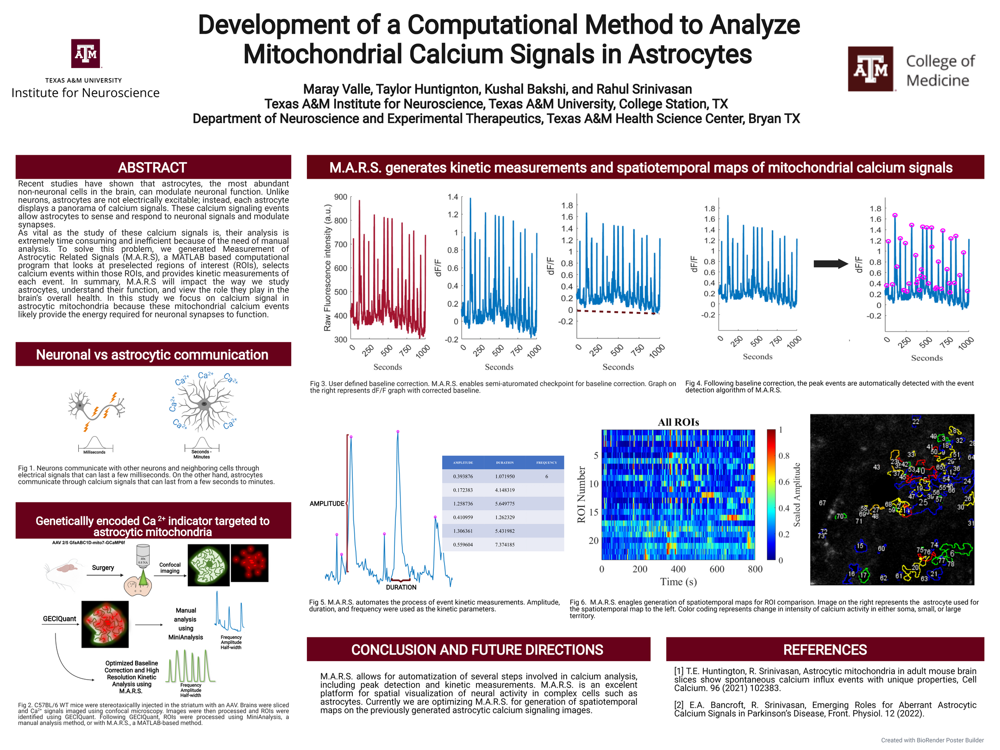 Development of a Computational Method to Analyze
Mitochondrial Calcium Signals in Astrocytes
A|M
TEXAS A&M UNIVERSITY
Institute for Neuroscience
A|M
College of
Medicine
Maray Valle, Taylor Huntignton, Kushal Bakshi, and Rahul Srinivasan
Texas A&M Institute for Neuroscience, Texas A&M University, College Station, TX
Department of Neuroscience and Experimental Therapeutics, Texas A&M Health Science Center, Bryan TX
ABSTRACT
Recent studies have shown that astrocytes, the most abundant
non-neuronal cells in the brain, can modulate neuronal function. Unlike
neurons, astrocytes are not electrically excitable; instead, each astrocyte
displays a panorama of calcium signals. These calcium signaling events
allow astrocytes to sense and respond to neuronal signals and modulate
synapses.
As vital as the study of these calcium signals is, their analysis is
extremely time consuming and inefficient because of the need of manual
analysis. To solve this problem, we generated Measurement of
Astrocytic Related Signals (M.A.R.S), a MATLAB based computational
program that looks at preselected regions of interest (ROIs), selects
calcium events within those ROIs, and provides kinetic measurements of
each event. In summary, M.A.R.S will impact the way we study
astrocytes, understand their function, and view the role they play in the
brain's overall health. In this study we focus on calcium signal in
astrocytic mitochondria because these mitochondrial calcium events
likely provide the energy required for neuronal synapses to function.
Neuronal vs astrocytic communication
Ca2+ Ca2+ Ca2+
Ca2+
Ca2+ Ca2+
Milliseconds
Seconds -
Minutes
Fig 1. Neurons communicate with other neurons and neighboring cells through
electrical signals that can last a few milliseconds. On the other hand, astrocytes
communicate through calcium signals that can last from a few seconds to minutes.
Geneticallly encoded Ca 2+ indicator targeted to
astrocytic mitochondria
AAV 2/5 GfaABC1D-mito7-GCaMP6f
Surgery
40x
0.8 NA
Confocal
imaging
GECIQuant
Manual
analysis
using
MiniAnalysis
Frequency
Amplitude
Half-width
Optimized Baseline
Correction and High
Resolution Kinetic
Analysis using
M.A.R.S.
Frequency
Amplitude
Half-width
Fig 2. C57BL/6 WT mice were stereotaxicallly injected in the striatum with an AAV. Brains were sliced
and Ca2+ signals imaged using confocal microscopy. Images were then processed and ROIs were
identified using GECIQuant. Following GECIQuant, ROIs were processed using MiniAnalysis, a
manual analysis method, or with M.A.R.S., a MATLAB-based method.
M.A.R.S. generates kinetic measurements and spatiotemporal maps of mitochondrial calcium signals
Raw Fluorescence intensity (a.u.)
900
800
700
600
500
400
300
0 250 500 750 1000
Seconds
dF/F
1.4
1.2
1
0.8
0.6
0.4
0.2
0
-0.2
0 250 500 750 1000
Seconds
dF/F
1.8
1.6
1.4
1.2
1
0.8
0.6
0.4
0.2
0
-0.2
0 250 500 750 1000
Seconds
Fig 3. User defined baseline correction. M.A.R.S. enables semi-aturomated checkpoint for baseline correction. Graph on
the right represents dF/F graph with corrected baseline.
dF/F
1.8
1.6
1.4
1.2
1
0.8
0.6
0.4
0.2
0
-0.2
0 250 500 750 1000
Seconds
dF/F
1.8
1.6
1.4
1.2
1
0.8
0.6
0.4
0.2
0
-0.2
0 250 500 750 1000
Seconds
Fig 4. Following baseline correction, the peak events are automatically detected with the event
detection algorithm of M.A.R.S.
AMPLITUDE
DURATION
AMPLITUDE DURATION FREQUENCY
0.393876 1.071950 6
0.172383 4.148319
1.258736 5.649775
0.410959 1.262329
1.306361 5.431982
0.559604 7.374185
Fig 5. M.A.R.S. automates the process of event kinetic measurements. Amplitude,
duration, and frequency were used as the kinetic parameters.
All ROIs
ROI Number
5
10
15
20
0 200 400 600 800
Time (s)
1
0.8
0.6
0.4
0.2
0
Scaled Amplitude
22
8
49 3 32
41 18
50
33 51
64
43 29
53 40 65 36
37 12
45 5 54 24
19 55
56 66
47 39 57 26
67 25
68 30
58 27 59
69 48
70 71
31
72
73
15 60 74
75 76 6
77 78
20
16 17 62 61 63 21
Fig 6. M.A.R.S. enagles generation of spatiotemporal maps for ROI comparison. Image on the right represents the astrocyte used for
the spatiotemporal map to the left. Color coding represents change in intensity of calcium activity in either soma, small, or large
territory.
CONCLUSION AND FUTURE DIRECTIONS
M.A.R.S. allows for automatization of several steps involved in calcium analysis,
including peak detection and kinetic measurements. M.A.R.S. is an excelent
platform for spatial visualization of neural activity in complex cells such as
astrocytes. Currently we are optimizing M.A.R.S. for generation of spatiotemporal
maps on the previously generated astrocytic calcium signaling images.
REFERENCES
[1] T.E. Huntington, R. Srinivasan, Astrocytic mitochondria in adult mouse brain
slices show spontaneous calcium influx events with unique properties, Cell
Calcium. 96 (2021) 102383.
[2] E.A. Bancroft, R. Srinivasan, Emerging Roles for Aberrant Astrocytic
Calcium Signals in Parkinson's Disease, Front. Physiol. 12 (2022).
Created with BioRender Poster Builder